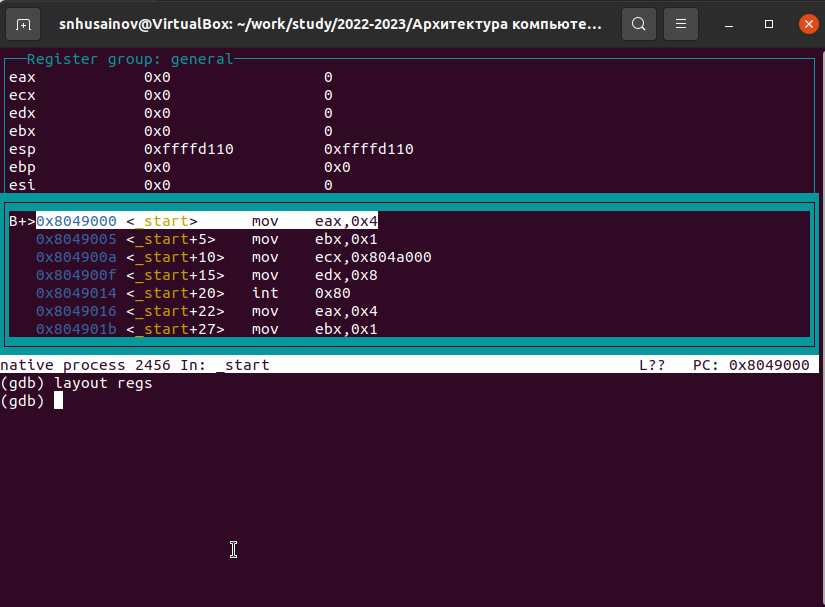 snhusainov@VirtualBox: ~/work/study/2022-2023/Архитектура компьюте...
Register group: general
eax 0x0 0
ecx 0x0 0
edx 0x0 0
ebx 0x0 0
esp 0xffffd110 0xffffd110
ebp 0x0 0x0
esi 0x0 0
B+>0x8049000 <_start> mov eax,0x4
0x8049005 <_start+5> mov ebx,0x1
0x804900a <_start+10> mov ecx,0x804a000
0x804900f <_start+15> mov edx,0x8
0x8049014 <_start+20> int 0x80
0x8049016 <_start+22> mov eax,0x4
0x804901b <_start+27> mov ebx,0x1
native process 2456 In: _start L?? PC: 0x8049000
(gdb) layout regs
(gdb)